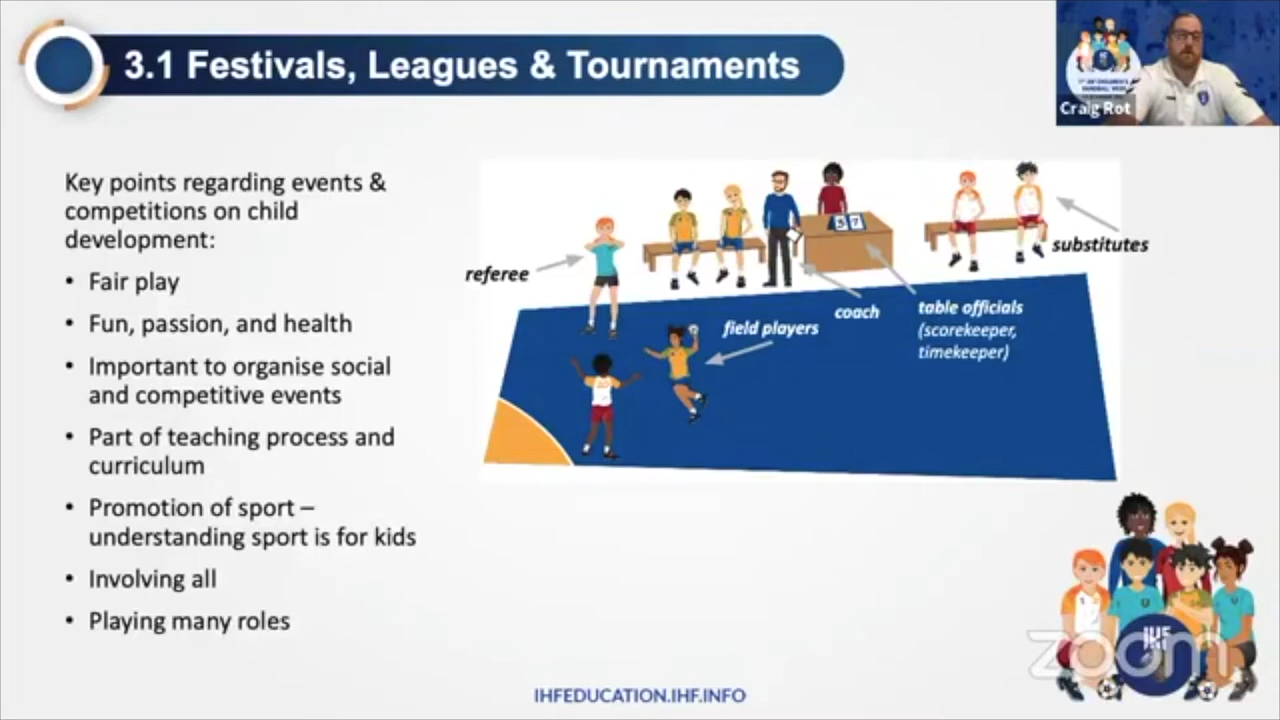 3.1 Festivals, Leagues & Tournaments
Craig Rot
Key points regarding events &
competitions on child
development:
• Fair play
• Fun, passion, and health
• Important to organise social
and competitive events
• Part of teaching process and
curriculum
• Promotion of sport –
understanding sport is for kids
• Involving all
• Playing many roles
referee
substitutes
coach
table officials
(scorekeeper,
timekeeper)
field players
IHF
zoom
IHFEDUCATION.IHF.INFO